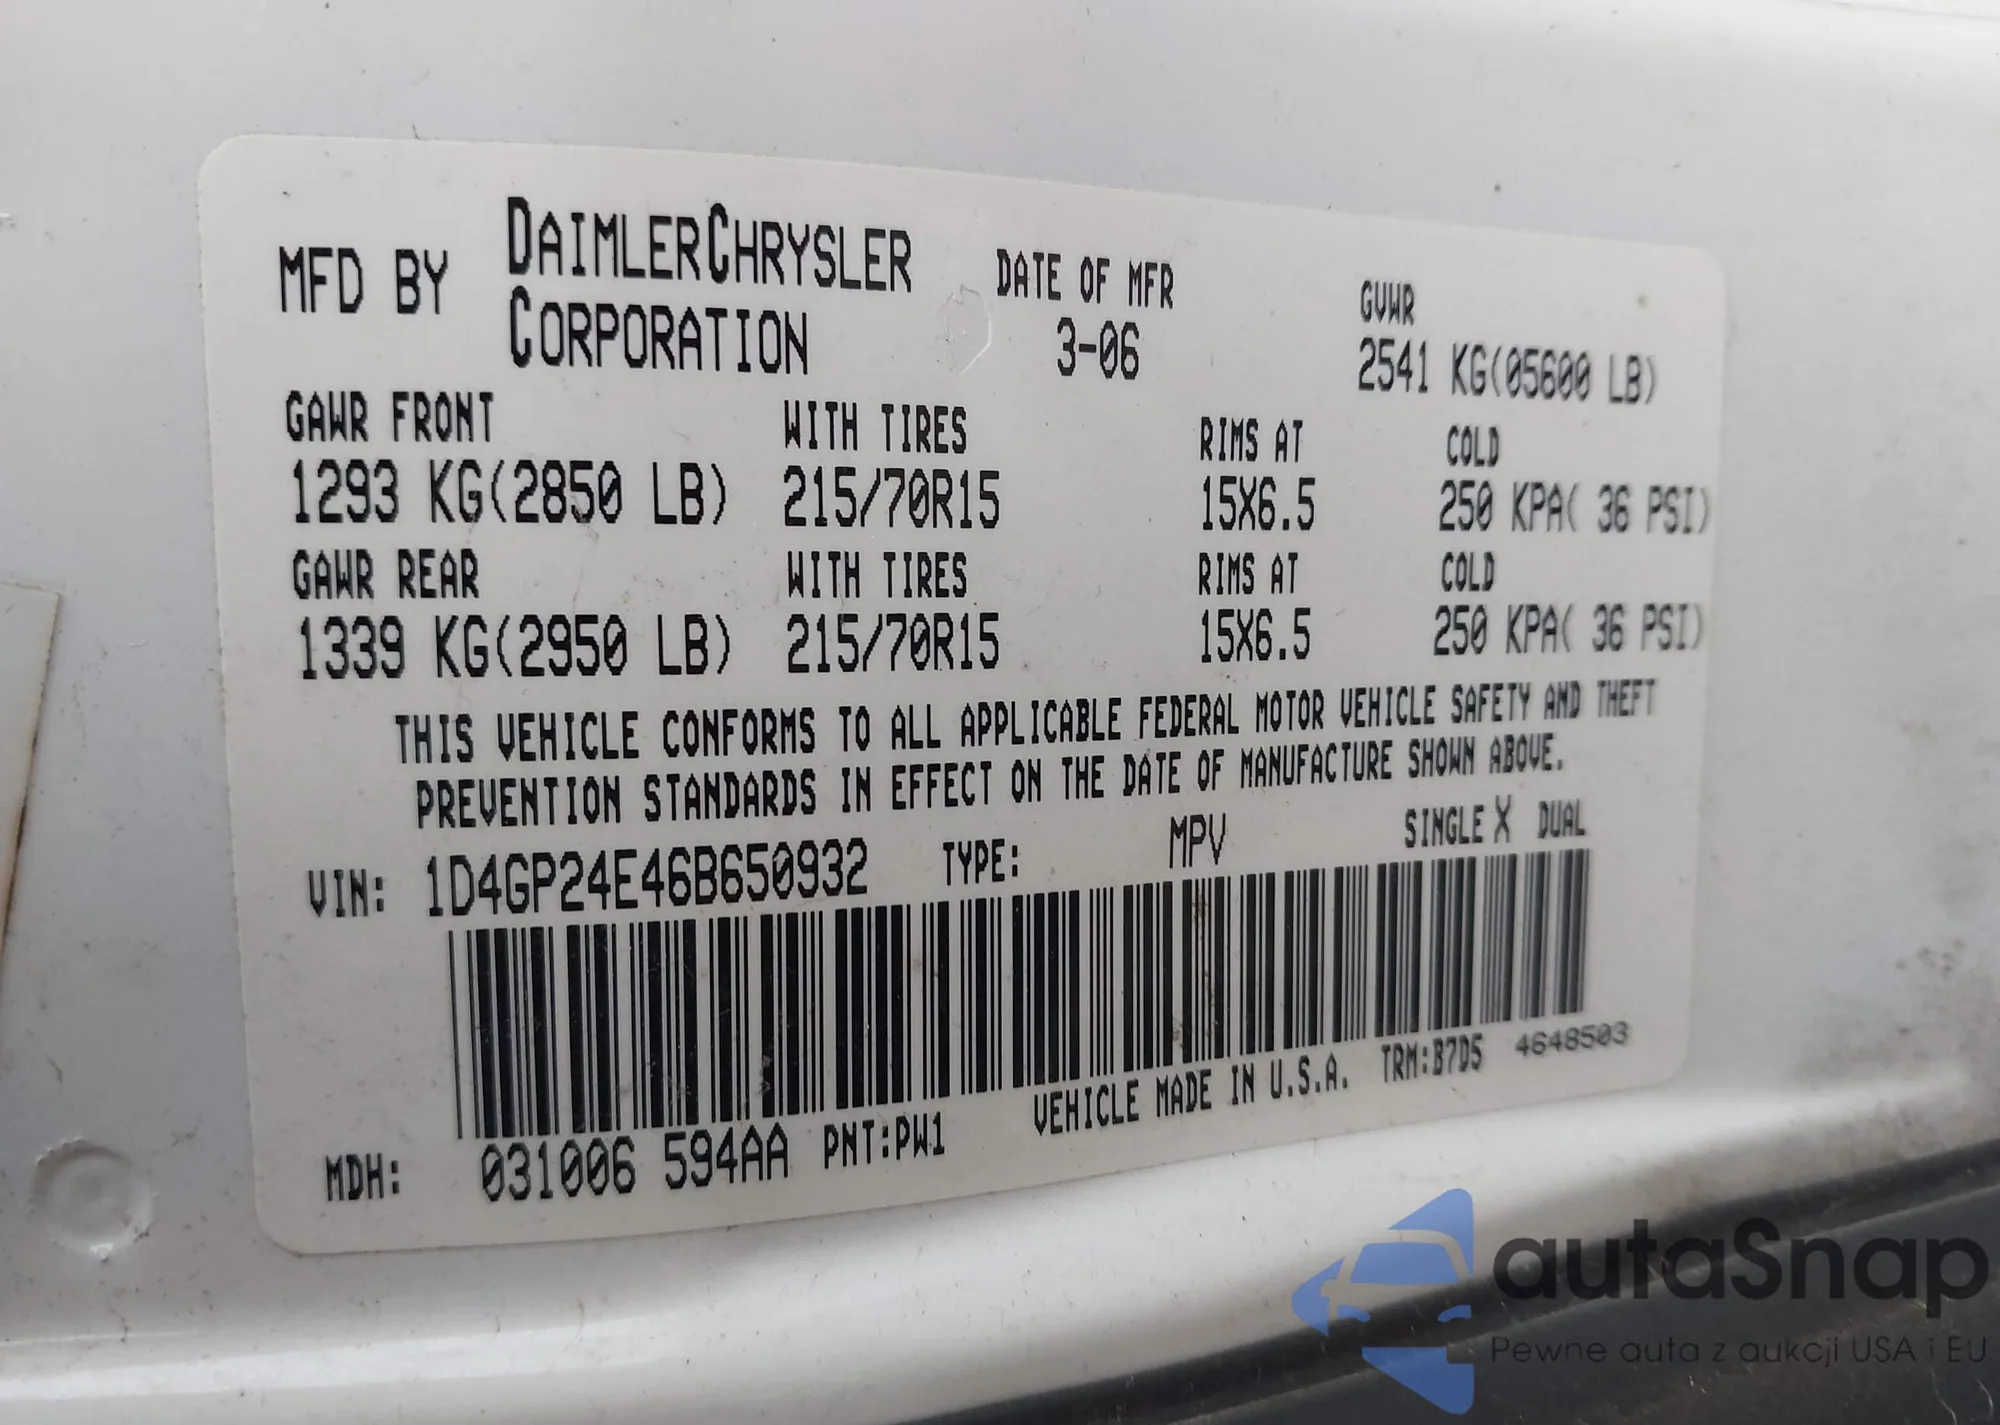 MFD BY DAIMLERCHRYSLER CORPORATION
DATE OF MFR
3-06
GVWR
2541 KG(05600 LB)
GAWR FRONT WITH TIRES RIMS AT COLD
1293 KG(2850 LB) 215/70R15 15X6.5 250 KPA( 36 PSI)
GAWR REAR WITH TIRES RIMS AT COLD
1339 KG(2950 LB) 215/70R15 15X6.5 250 KPA( 36 PSI)
THIS VEHICLE CONFORMS TO ALL APPLICABLE FEDERAL MOTOR VEHICLE SAFETY AND THEFT
PREVENTION STANDARDS IN EFFECT ON THE DATE OF MANUFACTURE SHOWN ABOVE.
VIN: 1D4GP24E46B650932 TYPE: MPV SINGLE X DUAL
MDH: 031006 594AA PNT:PW1 VEHICLE MADE IN U.S.A. TRM:B7D5 4648503
autaSnap
Pewne auta z aukcji USA i EU